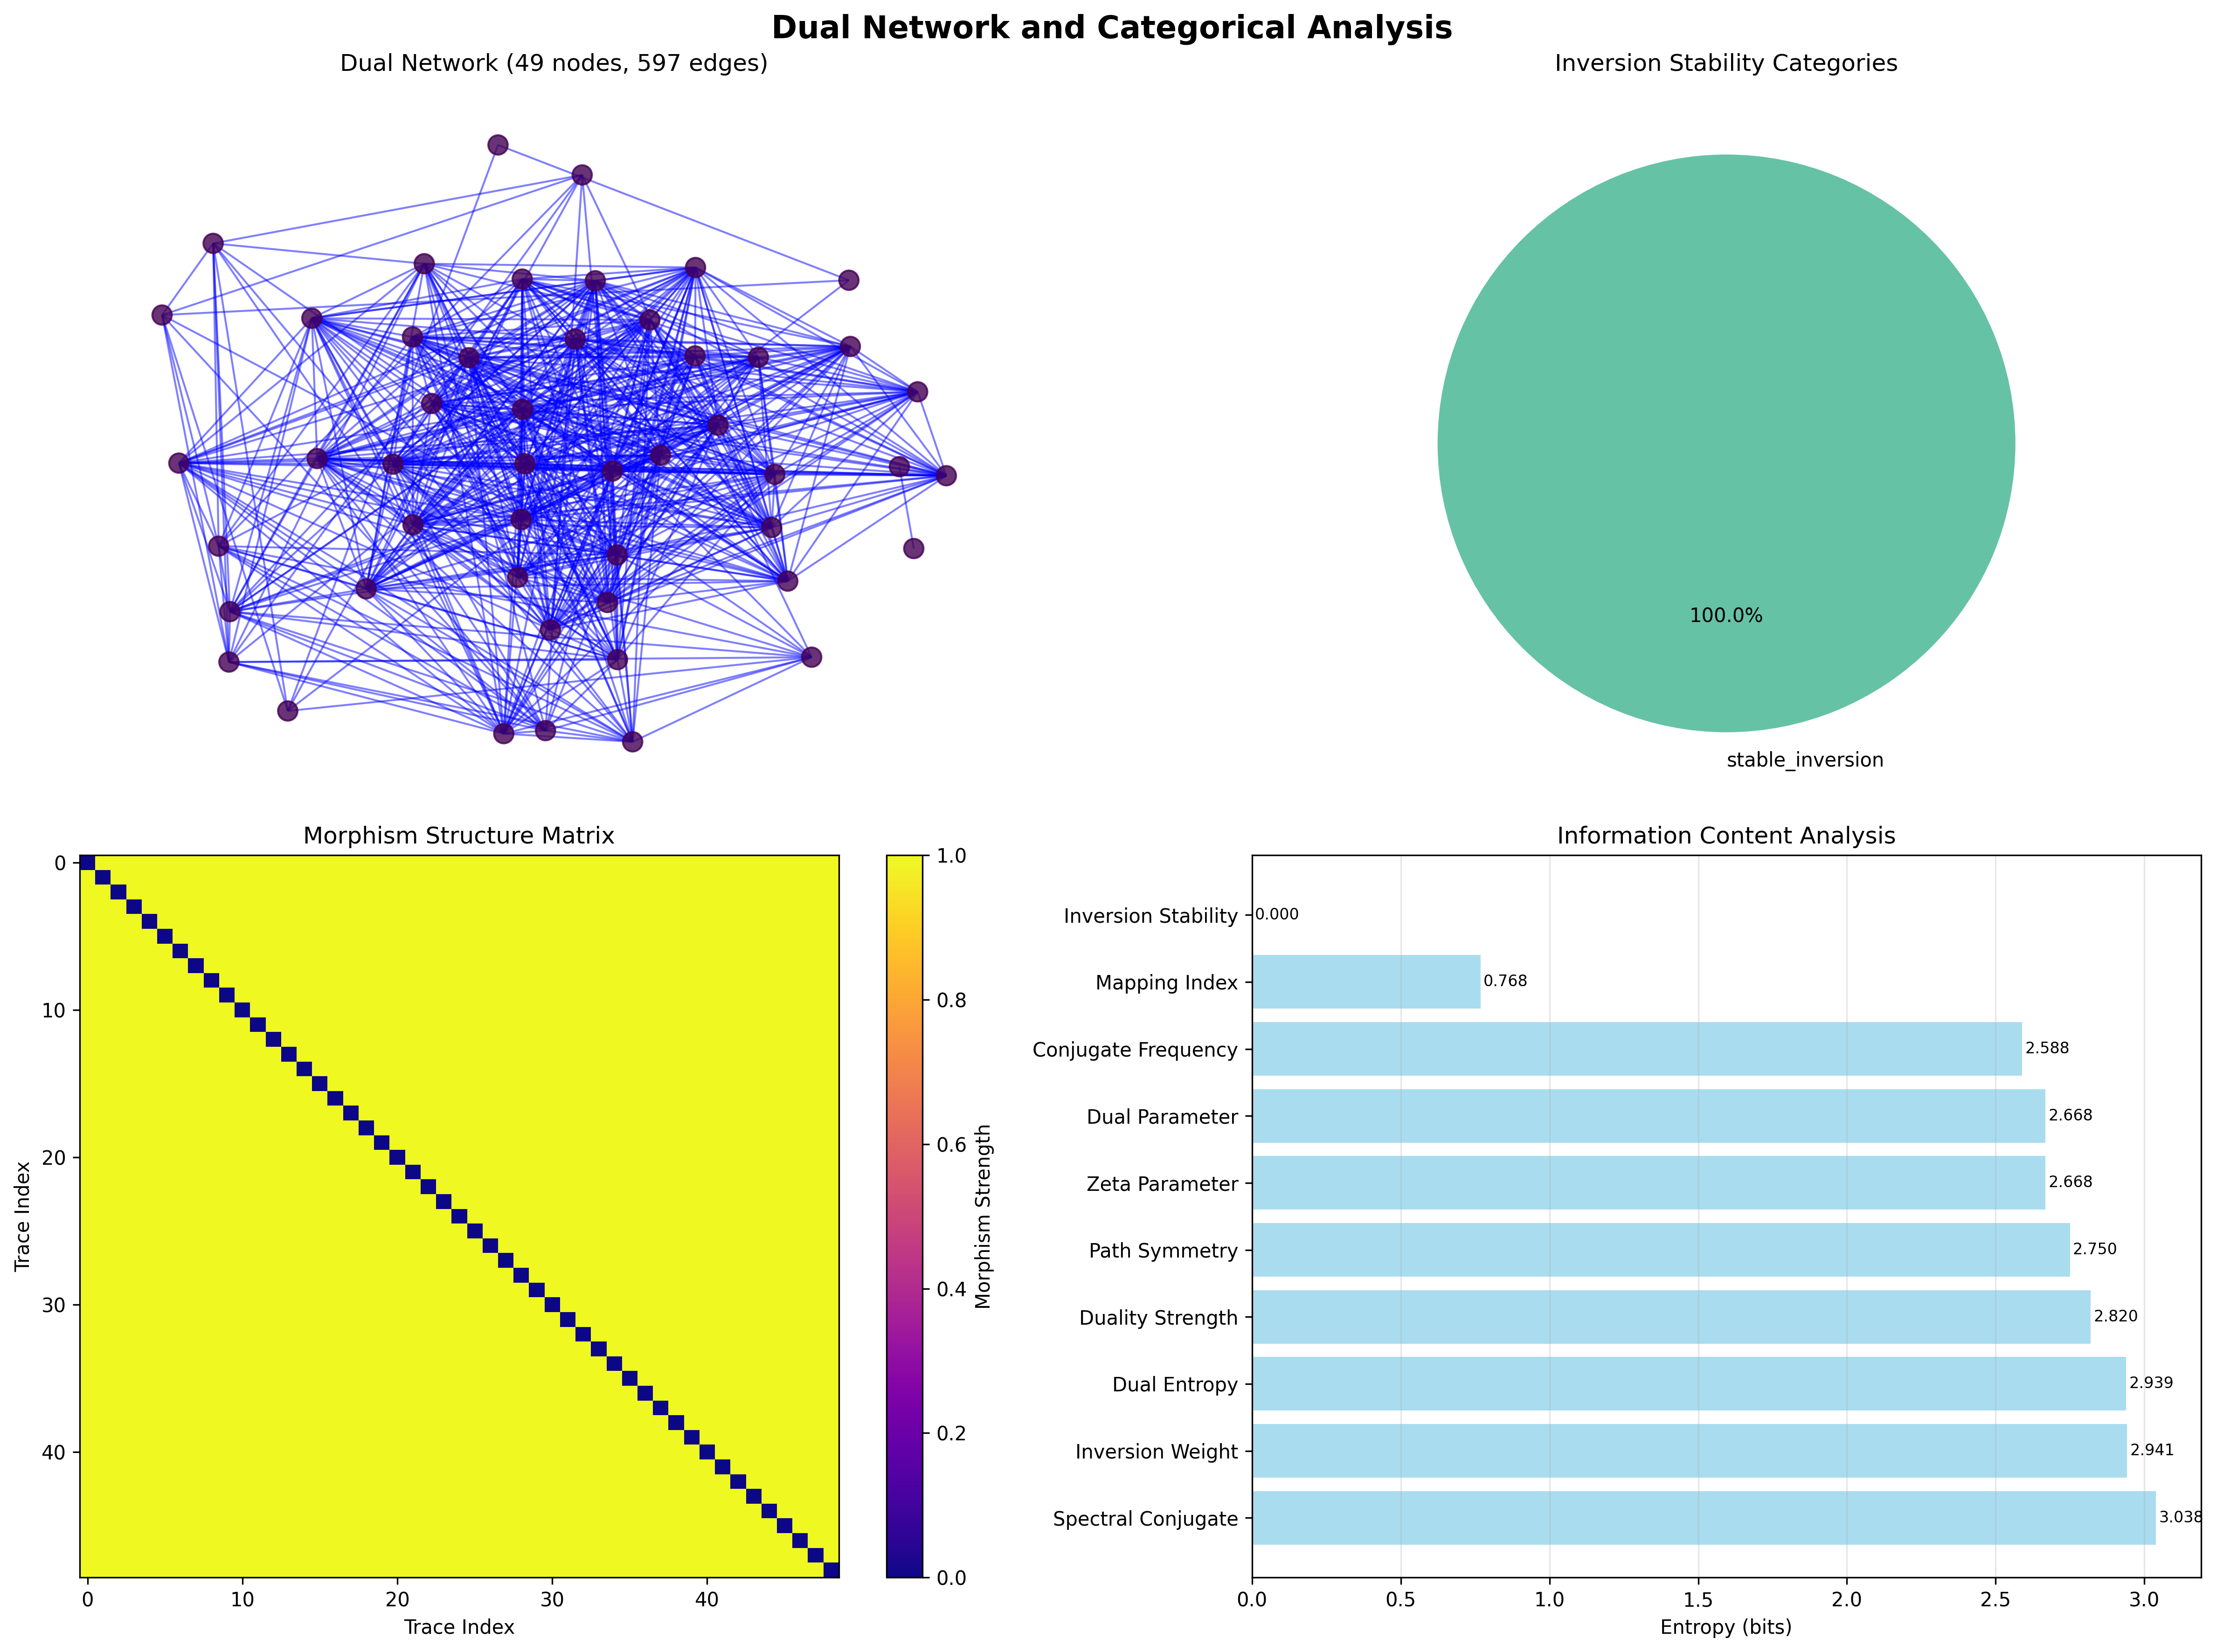 Dual Network and Categorical Analysis
Dual Network (49 nodes, 597 edges)
Inversion Stability Categories
100.0%
stable_inversion
Morphism Structure Matrix
0
10
20
30
40
Trace Index
0
10
20
30
40
Trace Index
1.0
0.8
0.6
0.4
0.2
0.0
Morphism Strength
Information Content Analysis
Inversion Stability
0.000
Mapping Index
0.768
Conjugate Frequency
2.588
Dual Parameter
2.668
Zeta Parameter
2.668
Path Symmetry
2.750
Duality Strength
2.820
Dual Entropy
2.939
Inversion Weight
2.941
Spectral Conjugate
3.038
0.0
0.5
1.0
1.5
2.0
2.5
3.0
Entropy (bits)